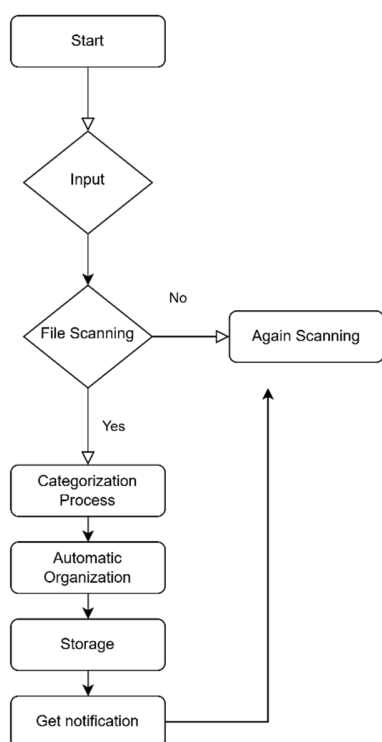 Start
Input
No
File Scanning
Again Scanning
Yes
Categorization
Process
Automatic
Organization
Storage
Get notification